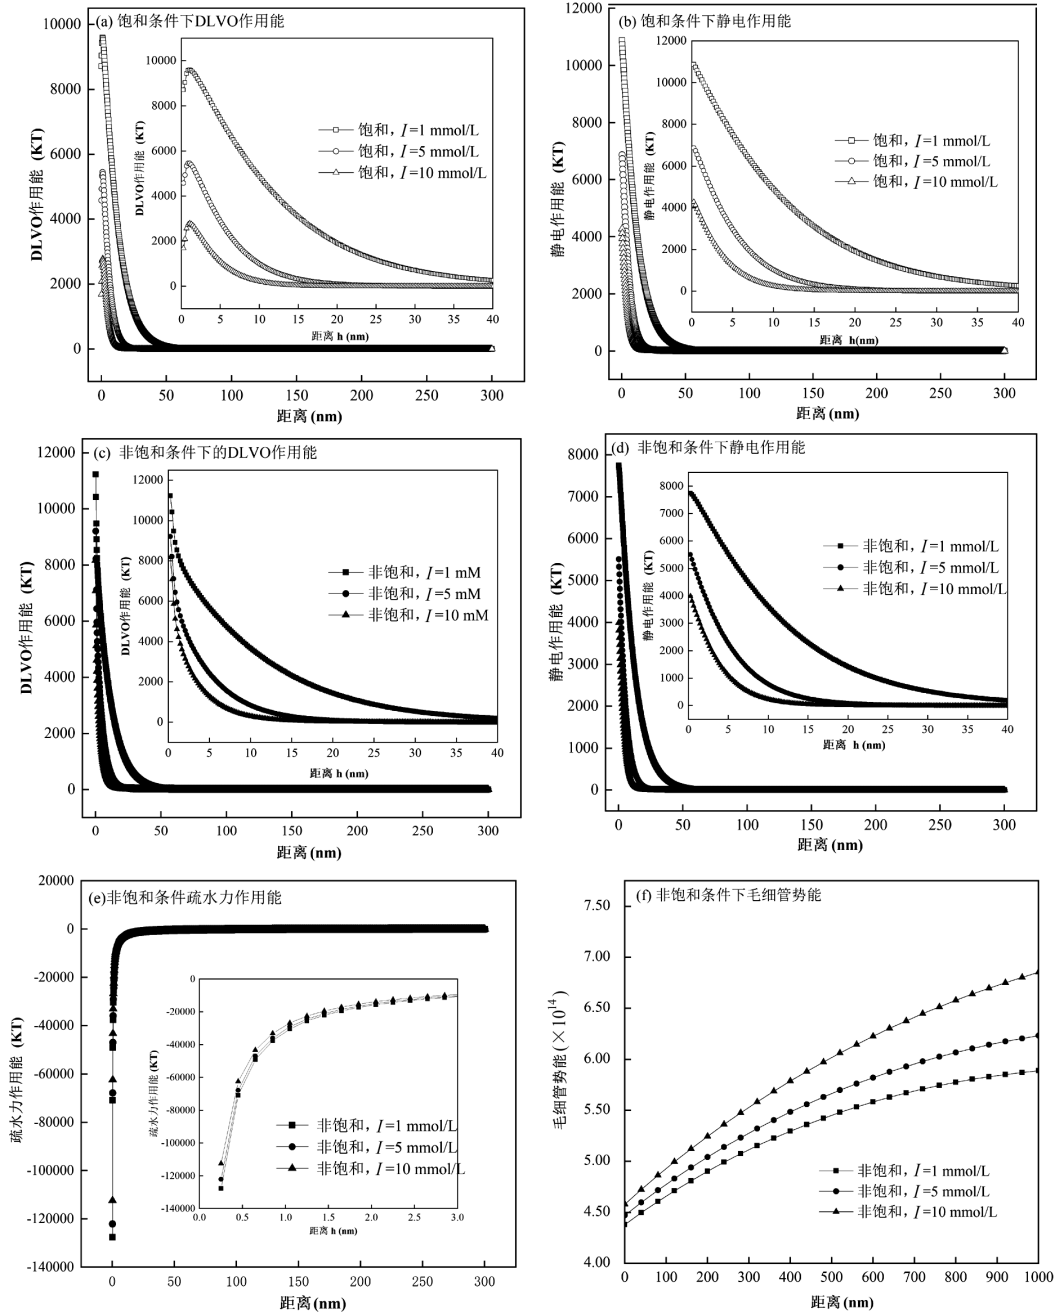 (a) 饱和条件下DLVO作用能
DLVO作用能 (KT)
10000
8000
6000
4000
2000
0
0 50 100 150 200 250 300
距离(nm)
DLVO作用能 (KT)
10000
8000
6000
4000
2000
0
0 5 10 15 20 25 30 35 40
距离 h (nm)
饱和, I=1 mmol/L
饱和, I=5 mmol/L
饱和, I=10 mmol/L
(b) 饱和条件下静电作用能
静电作用能 (KT)
12000
10000
8000
6000
4000
2000
0
0 50 100 150 200 250 300
距离(nm)
静电作用能 (KT)
12000
10000
8000
6000
4000
2000
0
0 5 10 15 20 25 30 35 40
距离 h(nm)
饱和, I=1 mmol/L
饱和, I=5 mmol/L
饱和, I=10 mmol/L
(c) 非饱和条件下的DLVO作用能
DLVO作用能 (KT)
12000
10000
8000
6000
4000
2000
0
0 50 100 150 200 250 300
距离(nm)
DLVO作用能 (KT)
12000
10000
8000
6000
4000
2000
0
0 5 10 15 20 25 30 35 40
距离 h (nm)
非饱和, I=1 mM
非饱和, I=5 mM
非饱和, I=10 mM
(d) 非饱和条件下静电作用能
静电作用能 (KT)
8000
7000
6000
5000
4000
3000
2000
1000
0
0 50 100 150 200 250 300
距离(nm)
静电作用能 (KT)
8000
7000
6000
5000
4000
3000
2000
1000
0
0 5 10 15 20 25 30 35 40
距离 h (nm)
非饱和, I=1 mmol/L
非饱和, I=5 mmol/L
非饱和, I=10 mmol/L
(e)非饱和条件疏水力作用能
疏水力作用能 (KT)
20000
0
-20000
-40000
-60000
-80000
-100000
-120000
-140000
0 50 100 150 200 250 300
距离(nm)
疏水力作用能 (KT)
0
-20000
-40000
-60000
-80000
-100000
-120000
-140000
0.0 0.5 1.0 1.5 2.0 2.5 3.0
距离 h (nm)
非饱和, I=1 mmol/L
非饱和, I=5 mmol/L
非饱和, I=10 mmol/L
(f) 非饱和条件下毛细管势能
毛细管势能 (×10¹⁴)
7.50
7.00
6.50
6.00
5.50
5.00
4.50
4.00
0 100 200 300 400 500 600 700 800 900 1000
距离(nm)
非饱和, I=1 mmol/L
非饱和, I=5 mmol/L
非饱和, I=10 mmol/L